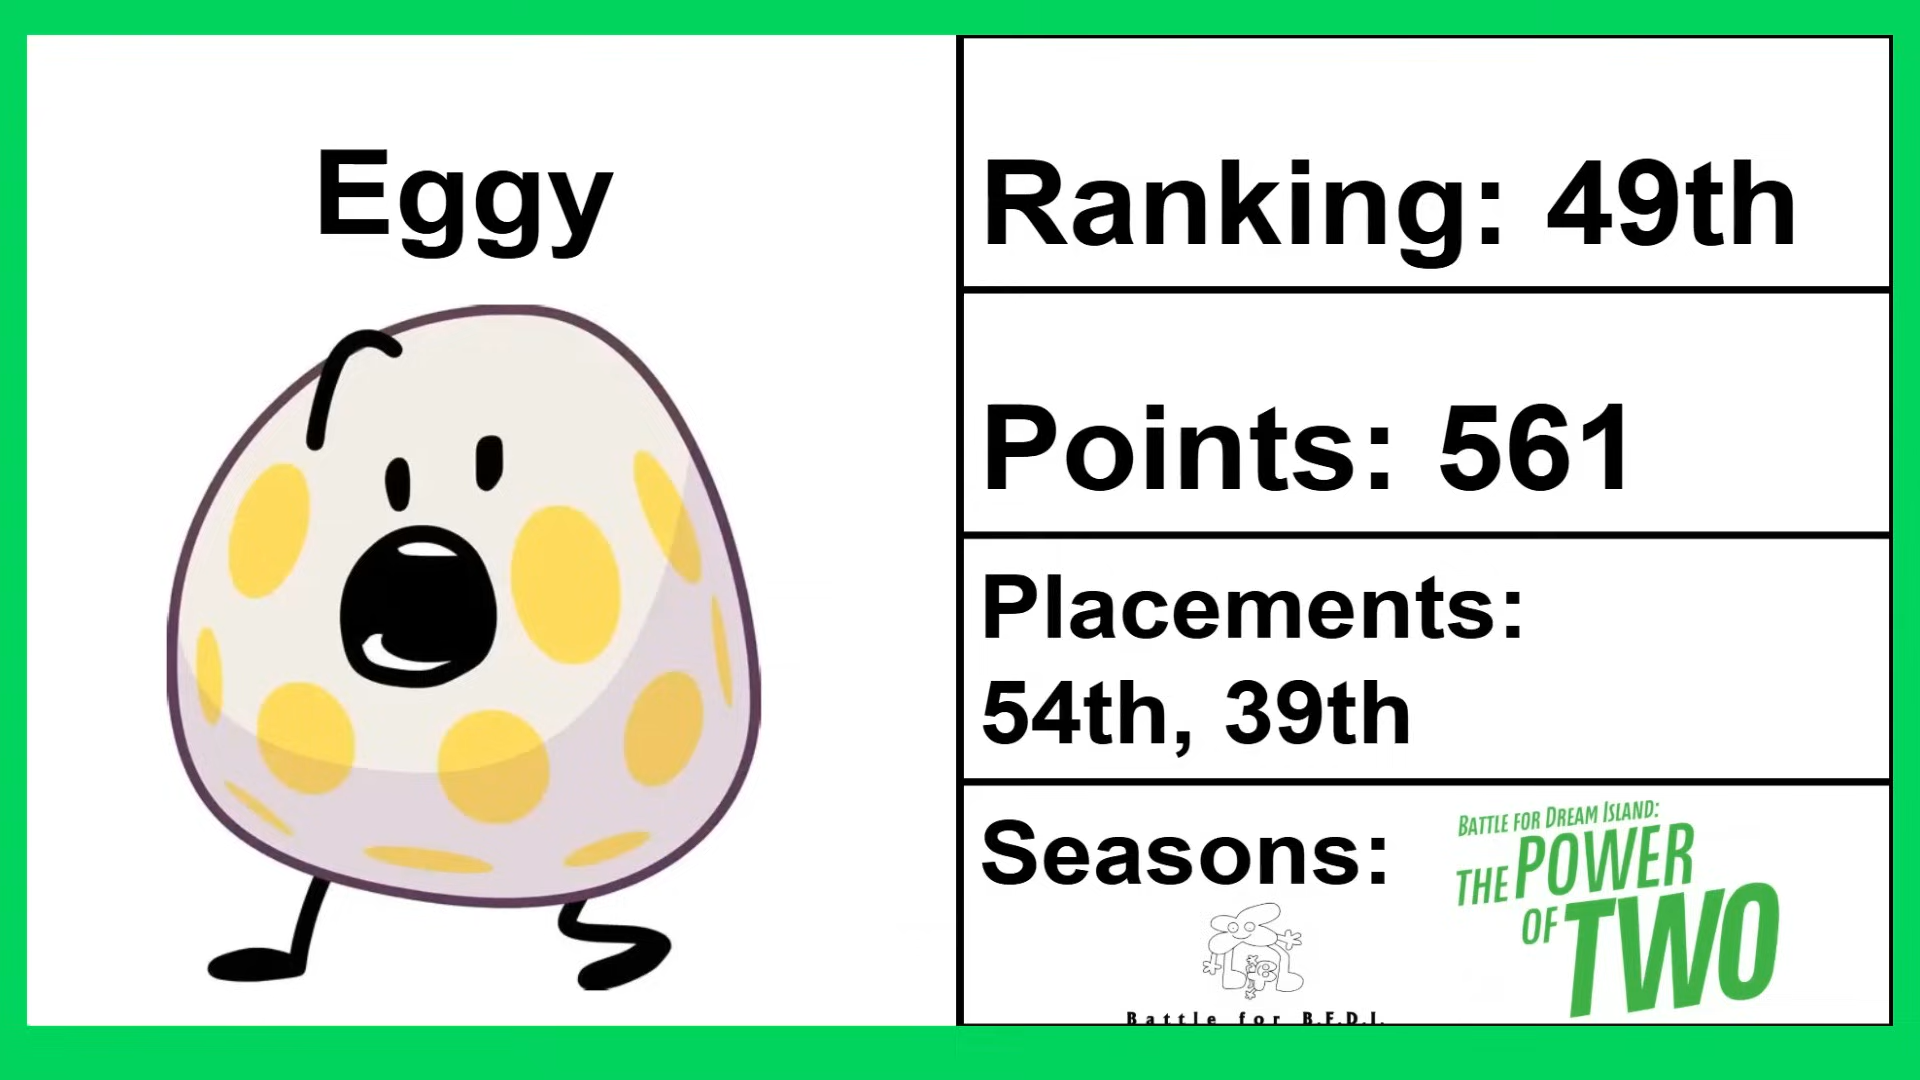 Eggy
Ranking: 49th
Points: 561
Placements:
54th, 39th
Seasons:
BATTLE FOR DREAM ISLAND:
THE POWER
OF TWO
Battle for B.F.D.I.